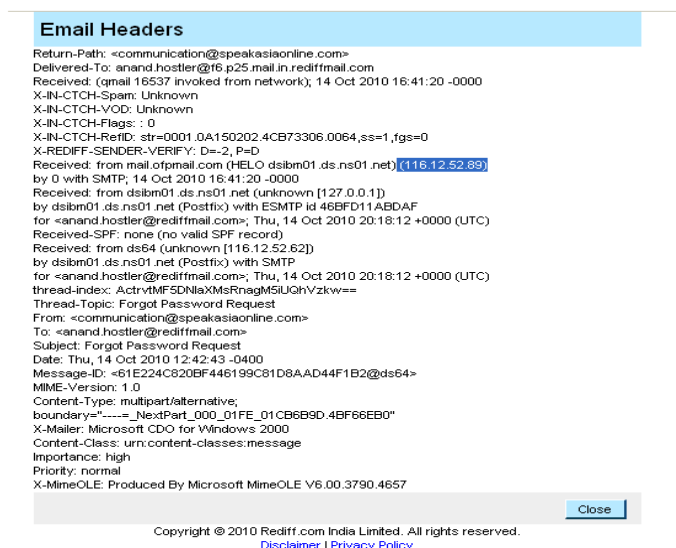 Email Headers
Return-Path: <communication@speakasiaonline.com>
Delivered-To: anand.hostler@f6.p25.mail.in.rediffmail.com
Received: (qmail 16537 invoked from network); 14 Oct 2010 16:41:20 -0000
X-IN-CTCH-Spam: Unknown
X-IN-CTCH-VOD: Unknown
X-IN-CTCH-Flags: : 0
X-IN-CTCH-RefID: str=0001.0A150202.4CB73306.0064,ss=1,fgs=0
X-REDIFF-SENDER-VERIFY: D=-2, P=D
Received: from mail.ofpmail.com (HELO dsibm01.ds.ns01.net) (116.12.52.89)
by 0 with SMTP; 14 Oct 2010 16:41:20 -0000
Received: from dsibm01.ds.ns01.net (unknown [127.0.0.1])
by dsibm01.ds.ns01.net (Postfix) with ESMTP id 46BFD11ABDAF
for <anand.hostler@rediffmail.com>; Thu, 14 Oct 2010 20:18:12 +0000 (UTC)
Received-SPF: none (no valid SPF record)
Received: from ds64 (unknown [116.12.52.62])
by dsibm01.ds.ns01.net (Postfix) with SMTP
for <anand.hostler@rediffmail.com>; Thu, 14 Oct 2010 20:18:12 +0000 (UTC)
thread-index: ActrvtMF5DNlaXMsRnagM5iUQhVzkw==
Thread-Topic: Forgot Password Request
From: <communication@speakasiaonline.com>
To: <anand.hostler@rediffmail.com>
Subject: Forgot Password Request
Date: Thu, 14 Oct 2010 12:42:43 -0400
Message-ID: <61E224C820BF446199C81D8AAD44F1B2@ds64>
MIME-Version: 1.0
Content-Type: multipart/alternative;
boundary="----=_NextPart_000_01FE_01CB6B9D.4BF66EB0"
X-Mailer: Microsoft CDO for Windows 2000
Content-Class: urn:content-classes:message
Importance: high
Priority: normal
X-MimeOLE: Produced By Microsoft MimeOLE V6.00.3790.4657
Close
Copyright © 2010 Rediff.com India Limited. All rights reserved.
Disclaimer | Privacy Policy